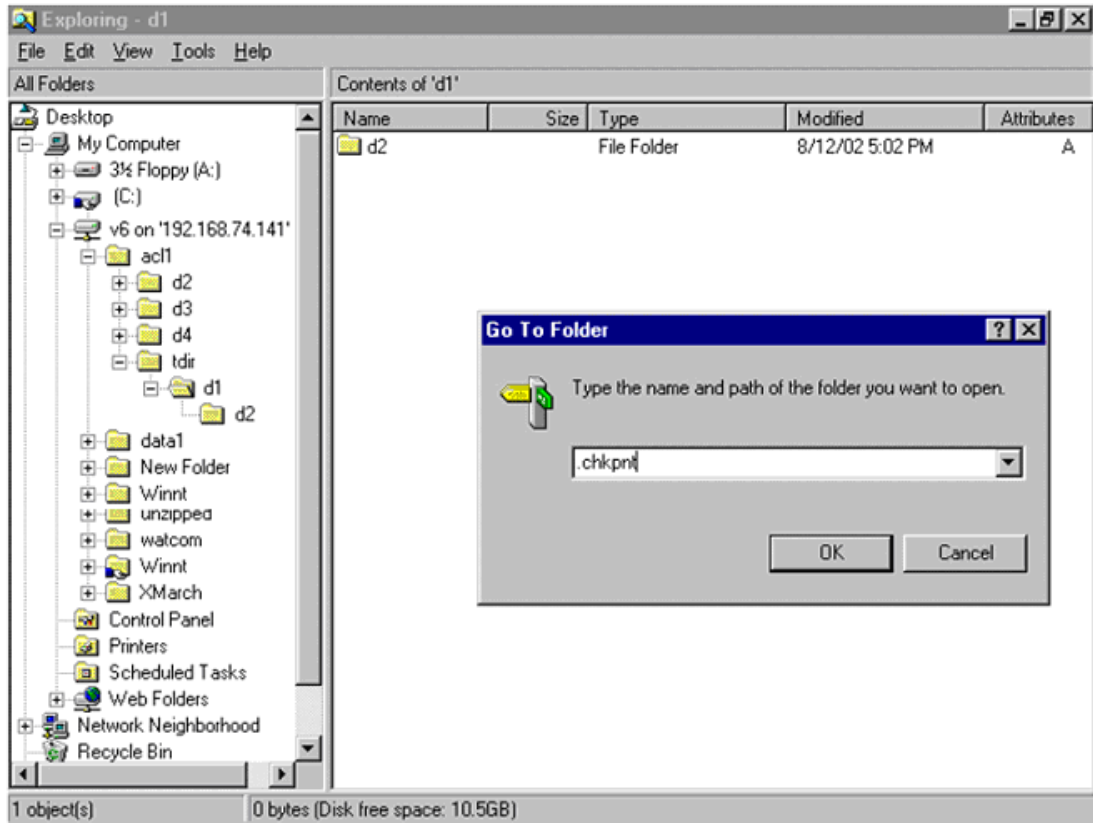 Exploring - d1
File Edit View Tools Help
All Folders
Contents of 'd1'
Desktop
My Computer
3½ Floppy (A:)
(C:)
v6 on '192.168.74.141'
acl1
d2
d3
d4
tdir
d1
d2
data1
New Folder
Winnt
unzipped
watcom
Winnt
XMarch
Control Panel
Printers
Scheduled Tasks
Web Folders
Network Neighborhood
Recycle Bin
Name Size Type Modified Attributes
d2 File Folder 8/12/02 5:02 PM A
Go To Folder
Type the name and path of the folder you want to open.
.chkpnt
OK Cancel
1 object(s) 0 bytes (Disk free space: 10.5GB)